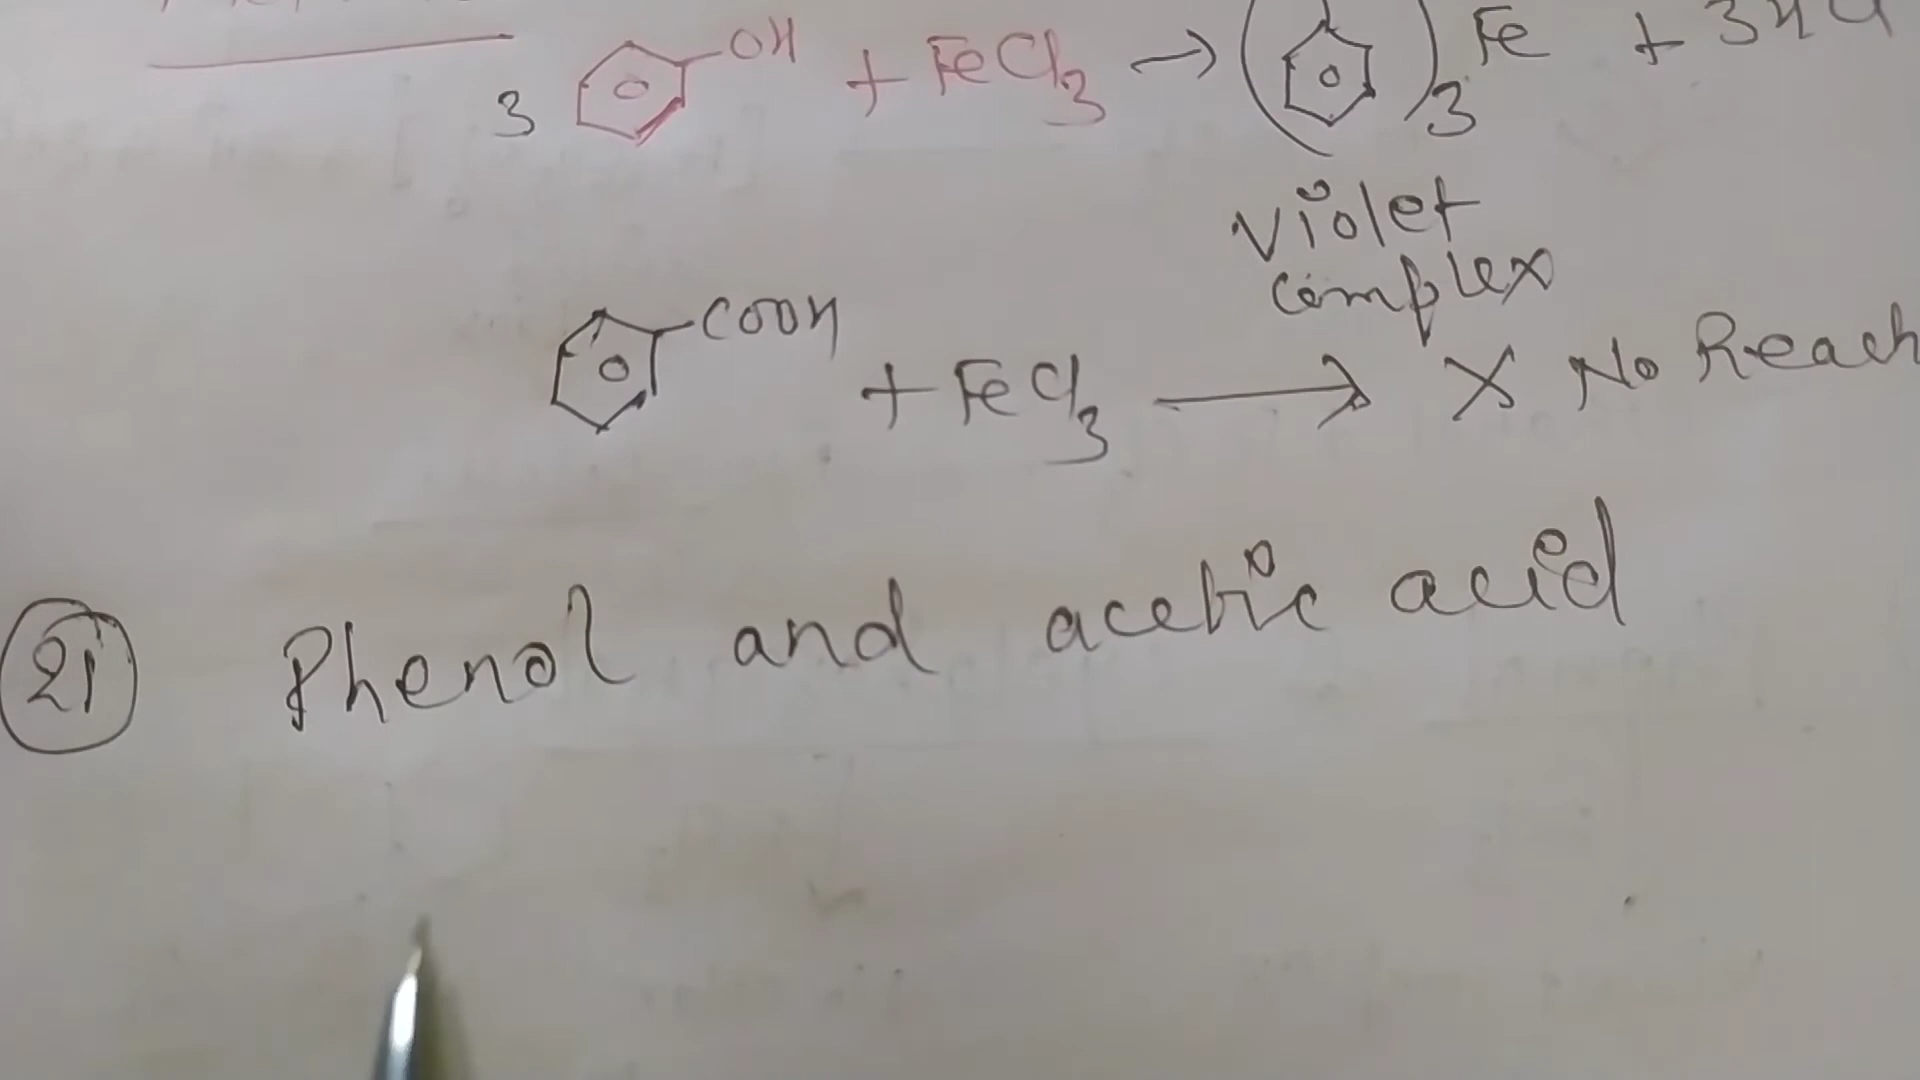 3 OH + FeCl3 → ( )3 Fe + 3HCl
violet
complex
COOH + FeCl3 → X No Reach
21 Phenol and acetic acid